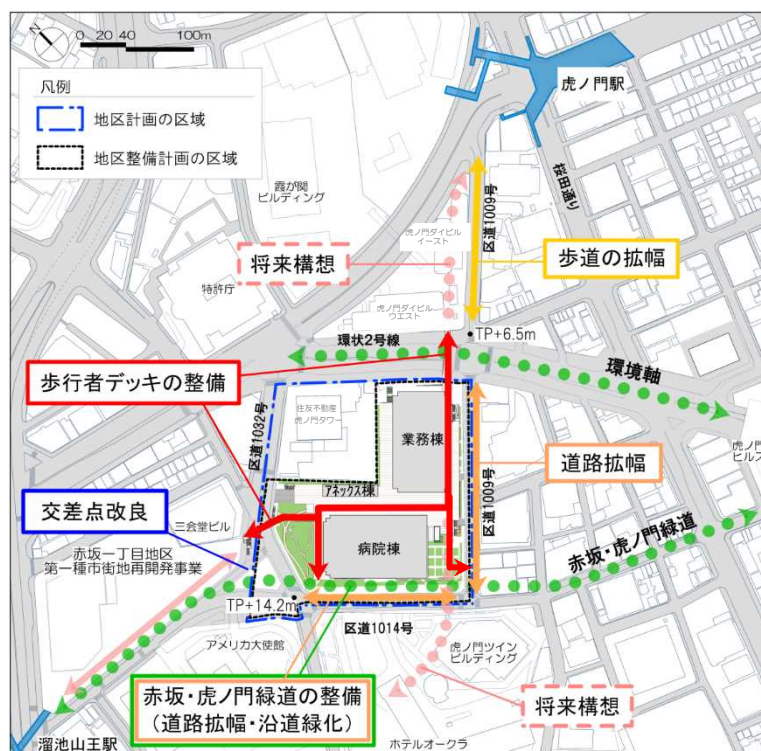 0 20 40 100m
凡例
地区計画の区域
地区整備計画の区域
虎ノ門駅
桜田通り
霞が関
ビルディング
虎ノ門ダイビル
イースト
区道1009号
将来構想
歩道の拡幅
特許庁
虎ノ門ダイビル
ウエスト
TP+6.5m
環状2号線
環境軸
歩行者デッキの整備
住友不動産
虎ノ門タワー
業務棟
区道1032号
虎ノ門
ヒルズ
道路拡幅
アネックス棟
区道1009号
交差点改良
三会堂ビル
病院棟
赤坂・虎ノ門緑道
赤坂一丁目地区
第一種市街地再開発事業
TP+14.2m
区道1014号
アメリカ大使館
虎ノ門ツイン
ビルディング
赤坂・虎ノ門緑道の整備
(道路拡幅・沿道緑化)
将来構想
溜池山王駅
ホテルオークラ